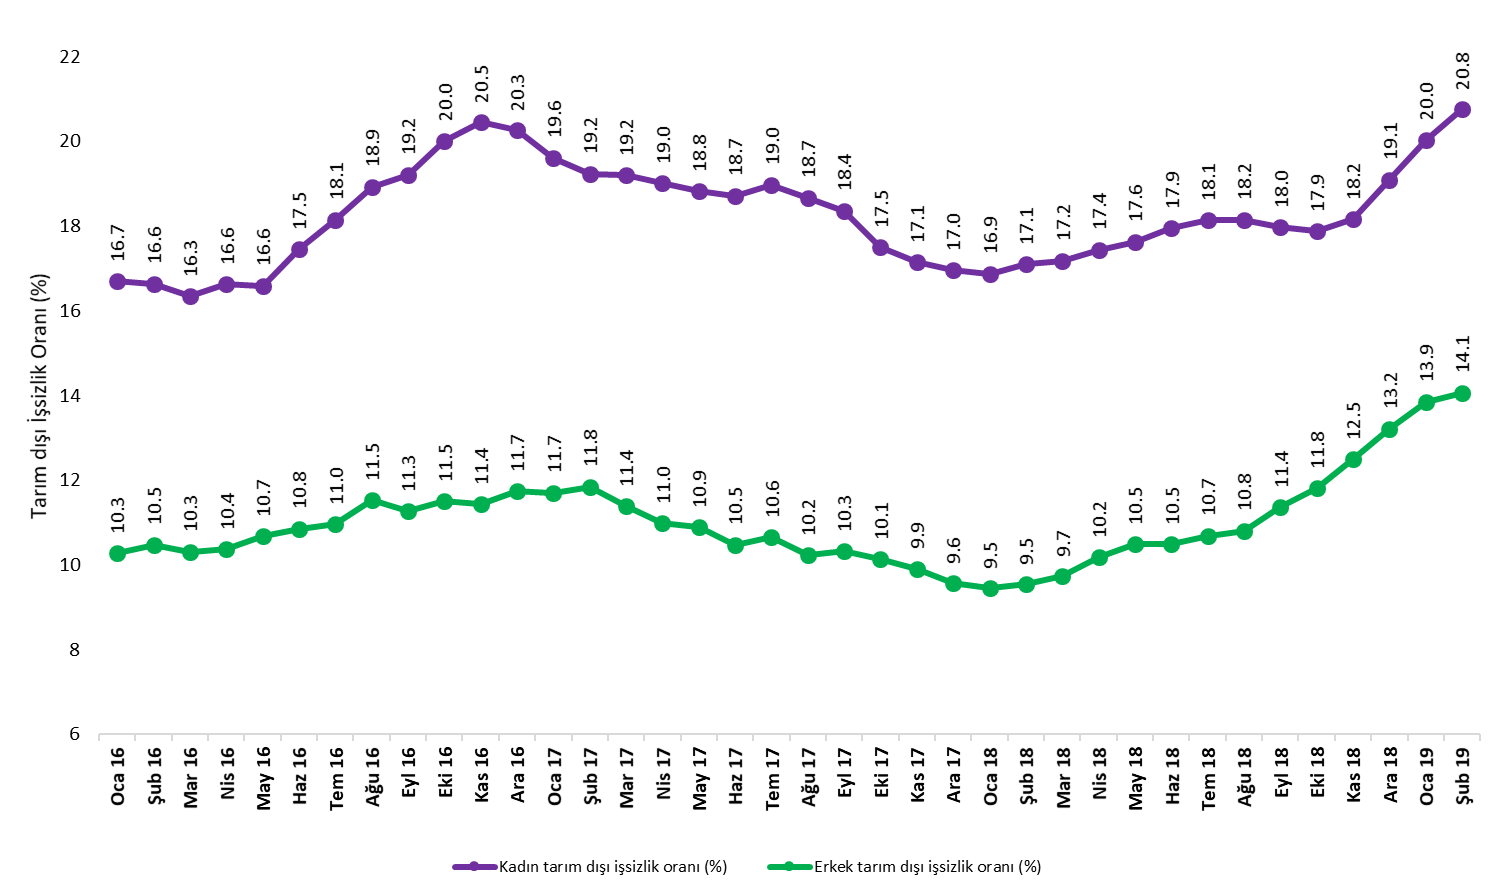 22
20
18
16
14
12
10
8
6
Tarım dışı İşsizlik Oranı (%)
16.7 16.6 16.3 16.6 16.6 17.5 18.1 18.9 19.2 20.0 20.5 20.3 19.6 19.2 19.2 19.0 18.8 18.7 19.0 18.7 18.4 17.5 17.1 17.0 16.9 17.1 17.2 17.4 17.6 17.9 18.1 18.2 18.0 17.9 18.2 19.1 20.0 20.8
10.3 10.5 10.3 10.4 10.7 10.8 11.0 11.5 11.3 11.5 11.4 11.7 11.7 11.8 11.4 11.0 10.9 10.5 10.6 10.2 10.3 10.1 9.9 9.6 9.5 9.5 9.7 10.2 10.5 10.5 10.7 10.8 11.4 11.8 12.5 13.2 13.9 14.1
Oca 16 Şub 16 Mar 16 Nis 16 May 16 Haz 16 Tem 16 Ağu 16 Eyl 16 Eki 16 Kas 16 Ara 16 Oca 17 Şub 17 Mar 17 Nis 17 May 17 Haz 17 Tem 17 Ağu 17 Eyl 17 Eki 17 Kas 17 Ara 17 Oca 18 Şub 18 Mar 18 Nis 18 May 18 Haz 18 Tem 18 Ağu 18 Eyl 18 Eki 18 Kas 18 Ara 18 Oca 19 Şub 19
Kadın tarım dışı işsizlik oranı (%) Erkek tarım dışı işsizlik oranı (%)